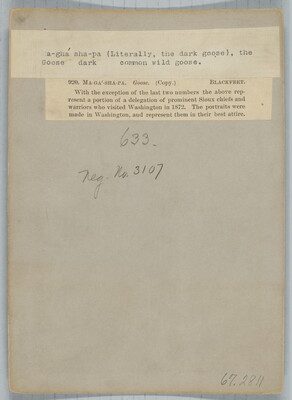 a-gha sha-pa (Literally, the dark goose), the
Goose dark common wild goose.
920. MA-GA'-SHA-PA. Goose. (Copy.) BLACKFEET.
With the exception of the last two numbers the above rep-
resent a portion of a delegation of prominent Sioux chiefs and
warriors who visited Washington in 1872. The portraits were
made in Washington, and represent them in their best attire.
633.
Neg. No. 3107
67.2811